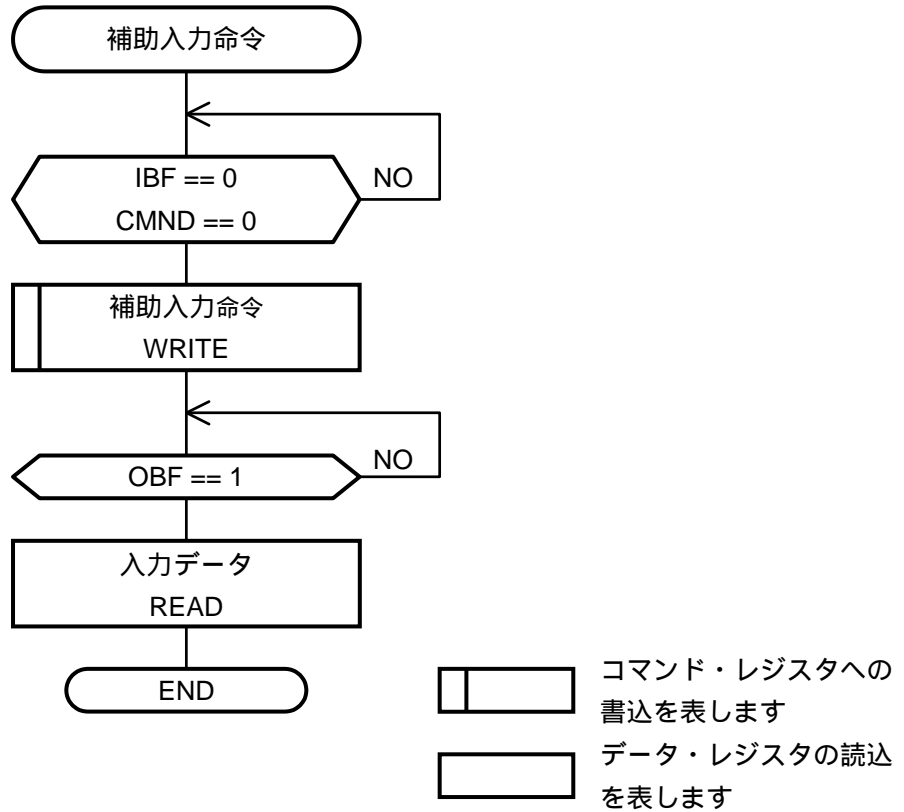 補助入力命令
IBF == 0
NO
CMND == 0
補助入力命令
WRITE
NO
OBF == 1
入力データ
READ
END
コマンド・レジスタへの
書込を表します
データ・レジスタの読込
を表します